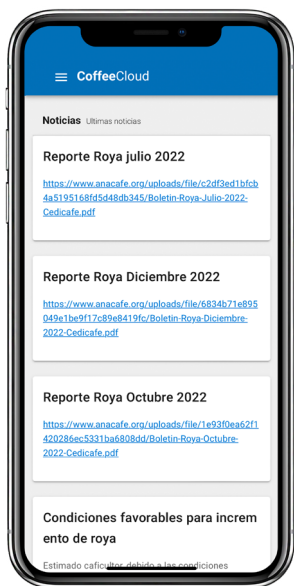 CoffeeCloud
Noticias Ultimas noticias
Reporte Roya julio 2022
https://www.anacafe.org/uploads/file/c2df3ed1bfcb
4a5195168fd5d48db345/Boletin-Roya-Julio-2022-
Cedicafe.pdf
Reporte Roya Diciembre 2022
https://www.anacafe.org/uploads/file/6834b71e895
049e1be9f17c89e8419fc/Boletin-Roya-Diciembre-
2022-Cedicafe.pdf
Reporte Roya Octubre 2022
https://www.anacafe.org/uploads/file/1e93f0ea62f1
420286ec5331ba6808dd/Boletin-Roya-Octubre-
2022-Cedicafe.pdf
Condiciones favorables para increm
ento de roya
Estimado caficultor, debido a las condiciones